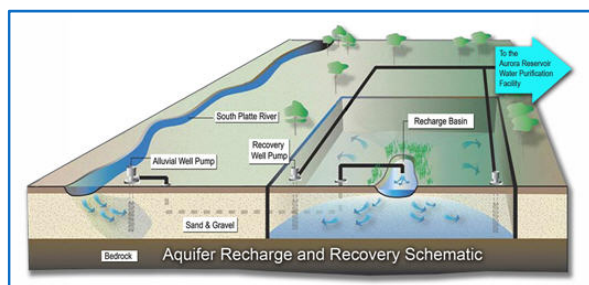 To the
Aurora Reservoir
Water Purification
Facility
South Platte River
Recharge Basin
Recovery
Well Pump
Alluvial Well Pump
Sand & Gravel
Bedrock
Aquifer Recharge and Recovery Schematic